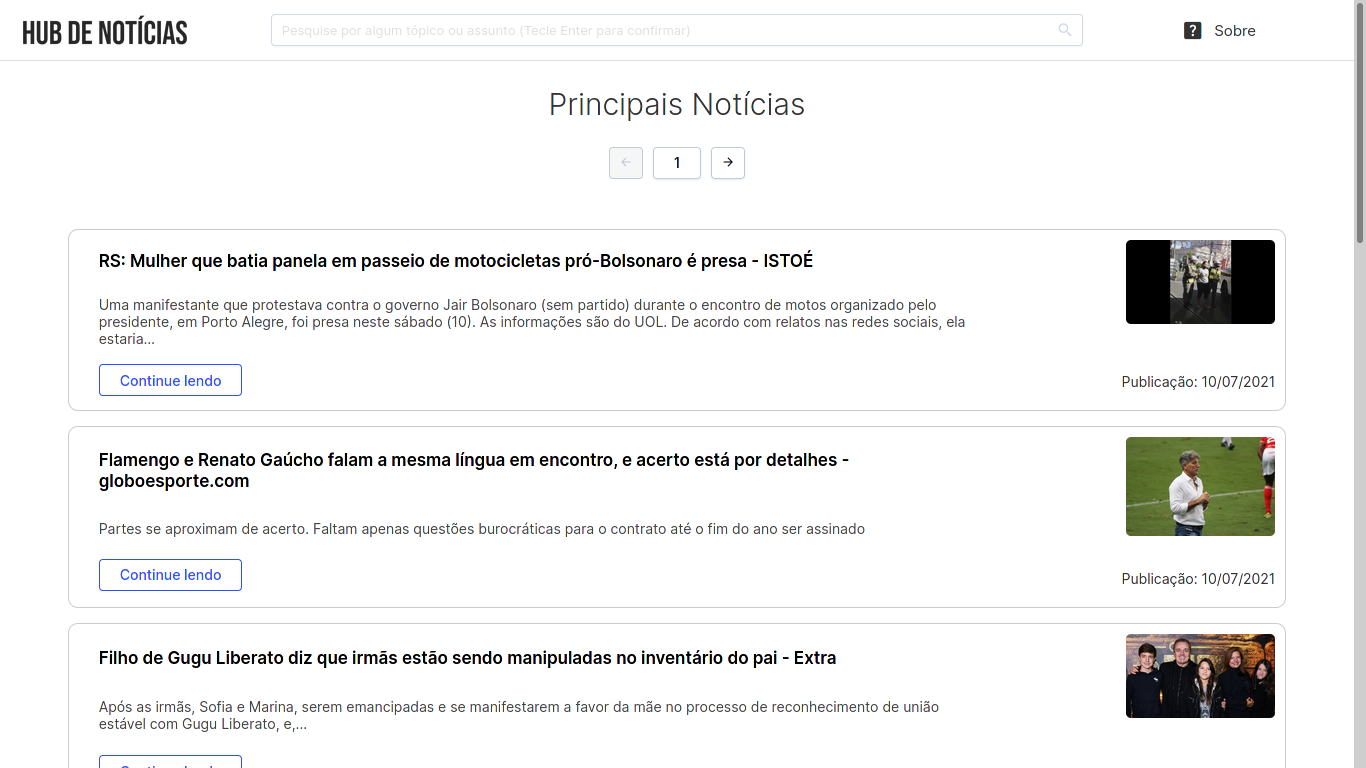 HUB DE NOTÍCIAS
Pesquise por algum tópico ou assunto (Tecle Enter para confirmar)
Sobre
Principais Notícias
1
RS: Mulher que batia panela em passeio de motocicletas pró-Bolsonaro é presa - ISTOÉ
Uma manifestante que protestava contra o governo Jair Bolsonaro (sem partido) durante o encontro de motos organizado pelo
presidente, em Porto Alegre, foi presa neste sábado (10). As informações são do UOL. De acordo com relatos nas redes sociais, ela
estaria...
Continue lendo
Publicação: 10/07/2021
Flamengo e Renato Gaúcho falam a mesma língua em encontro, e acerto está por detalhes -
globoesporte.com
Partes se aproximam de acerto. Faltam apenas questões burocráticas para o contrato até o fim do ano ser assinado
Continue lendo
Publicação: 10/07/2021
Filho de Gugu Liberato diz que irmãs estão sendo manipuladas no inventário do pai - Extra
Após as irmãs, Sofia e Marina, serem emancipadas e se manifestarem a favor da mãe no processo de reconhecimento de união
estável com Gugu Liberato, e,...